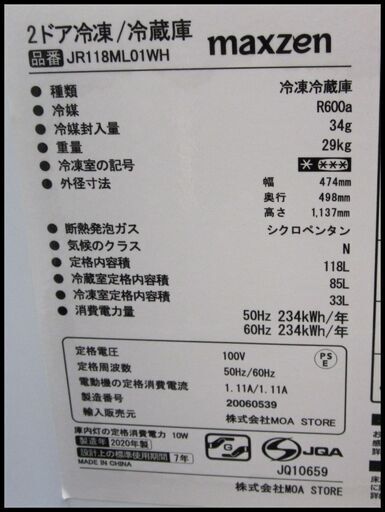 2ドア冷凍/冷蔵庫 maxzen
品番 JR118ML01WH
● 種類 冷凍冷蔵庫
● 冷媒 R600a
● 冷媒封入量 34g
● 重量 29kg
● 冷凍室の記号 * ***
● 外径寸法 幅 474mm
奥行 498mm
高さ 1,137mm
● 断熱発泡ガス シクロペンタン
● 気候のクラス N
● 定格内容積 118L
● 冷蔵室定格内容積 85L
● 冷凍室定格内容積 33L
● 消費電力量 50Hz 234kWh/年
60Hz 234kWh/年
定格電圧 100V
定格周波数 50Hz/60Hz
電動機の定格消費電流 1.11A/1.11A
製造番号 20060539
輸入販売元 株式会社MOA STORE
PS
E
庫内灯の定格消費電力 10W
製造年 2020年製
設計上の標準使用期間 7年
MADE IN CHINA
G
JQA
JQ10659
株式会社MOA STORE